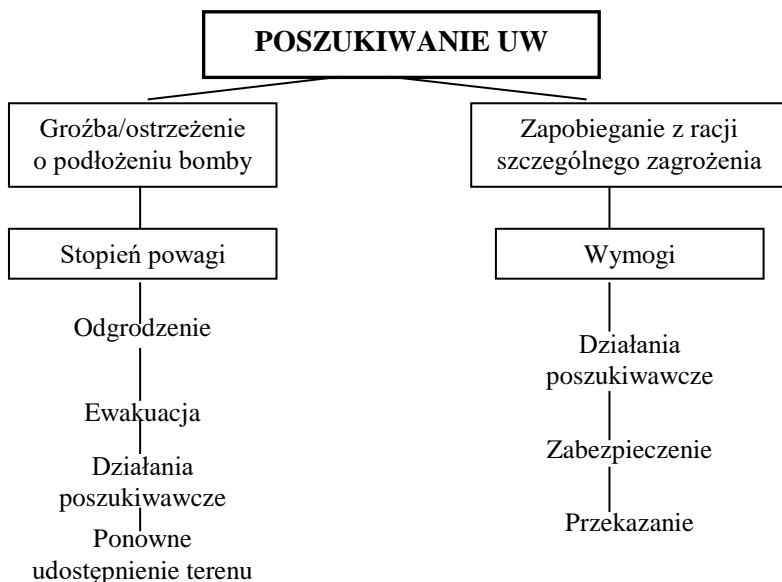 POSZUKIWANIE UW
Groźba/ostrzeżenie
o podłożeniu bomby
Stopień powagi
Odgrodzenie
Ewakuacja
Działania
poszukiwawcze
Ponowne
udostępnienie terenu
Zapobieganie z racji
szczególnego zagrożenia
Wymogi
Działania
poszukiwawcze
Zabezpieczenie
Przekazanie